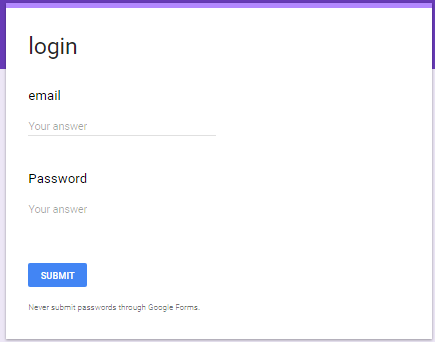 login
email
Your answer
Password
Your answer
SUBMIT
Never submit passwords through Google Forms.